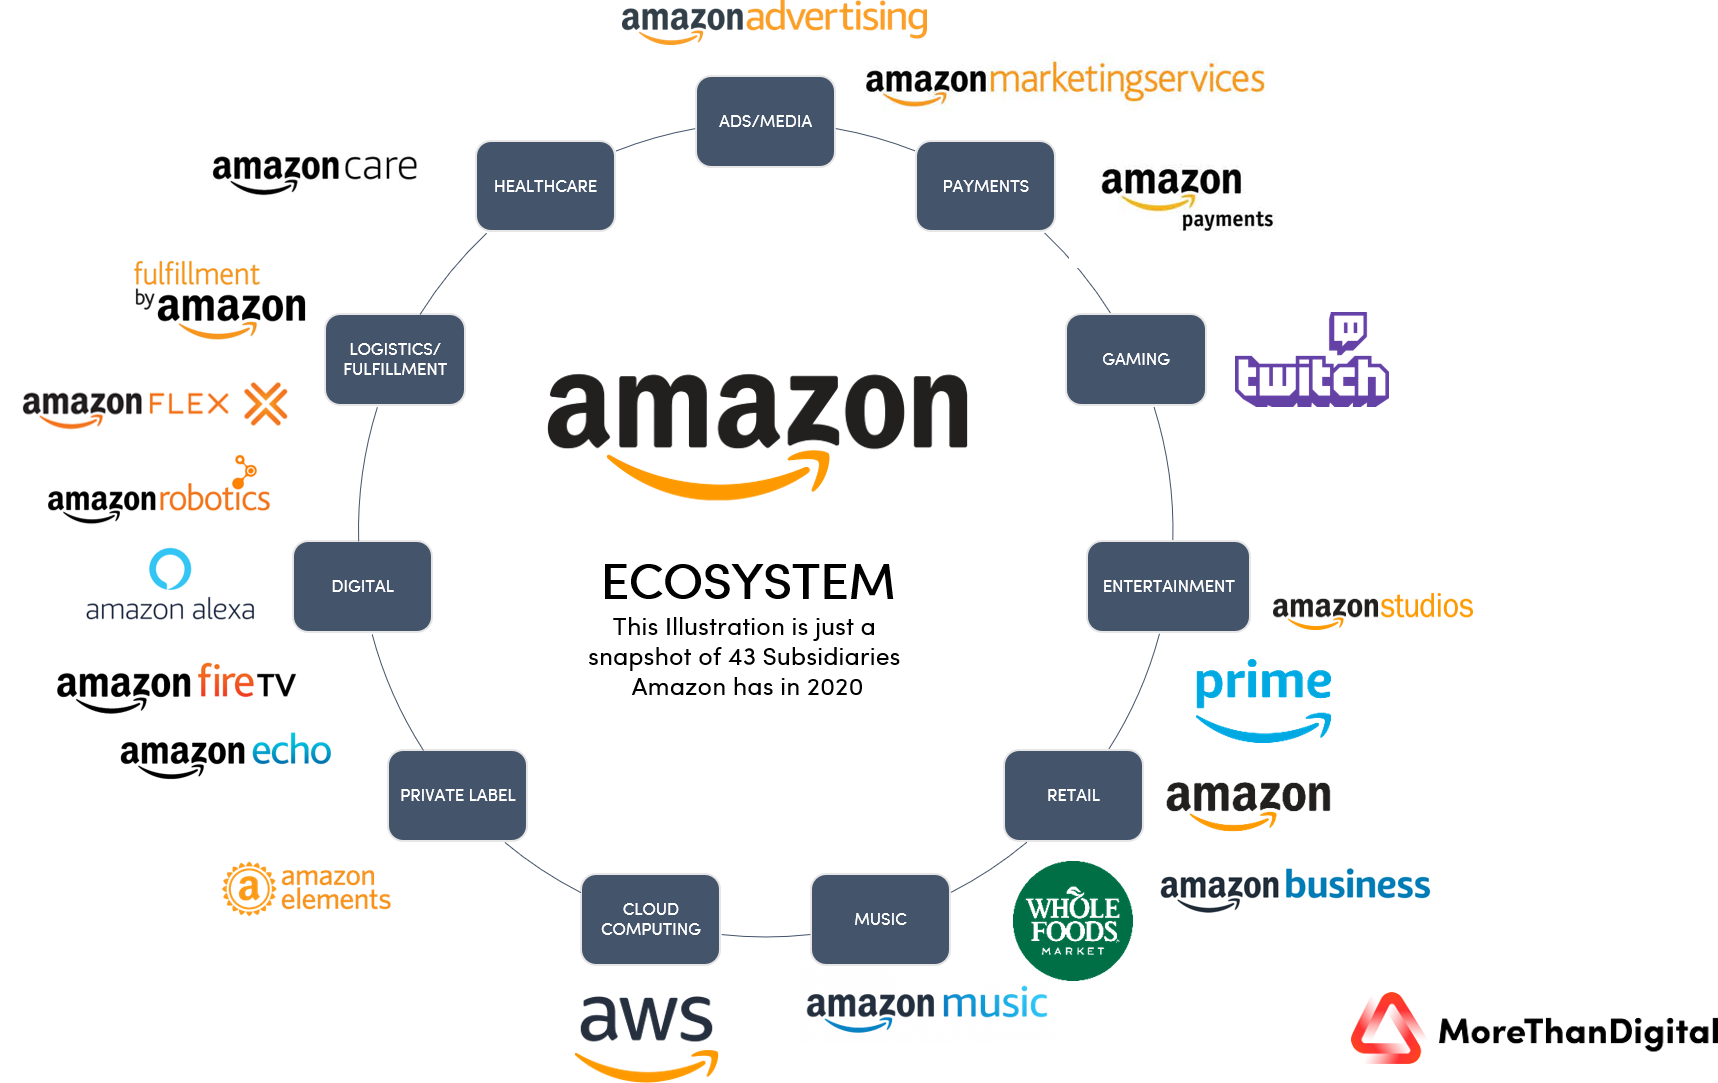 amazonadvertising
amazonmarketingservices
ADS/MEDIA
amazoncare
HEALTHCARE
PAYMENTS
amazon
payments
fulfillment
by amazon
LOGISTICS/
FULFILLMENT
GAMING
twitch
amazon FLEX
amazon
amazonrobotics
amazon alexa
DIGITAL
ECOSYSTEM
This Illustration is just a
snapshot of 43 Subsidiaries
Amazon has in 2020
ENTERTAINMENT
amazonstudios
amazon fireTV
prime
amazon echo
PRIVATE LABEL
RETAIL
amazon
amazon
elements
CLOUD
COMPUTING
MUSIC
WHOLE
FOODS
MARKET
amazon business
aws
amazon music
MoreThanDigital